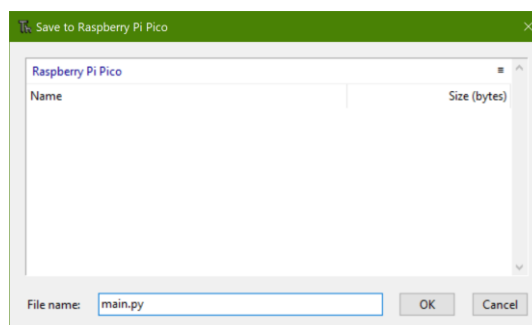 Save to Raspberry Pi Pico
Raspberry Pi Pico
Name Size (bytes)
File name: main.py OK Cancel